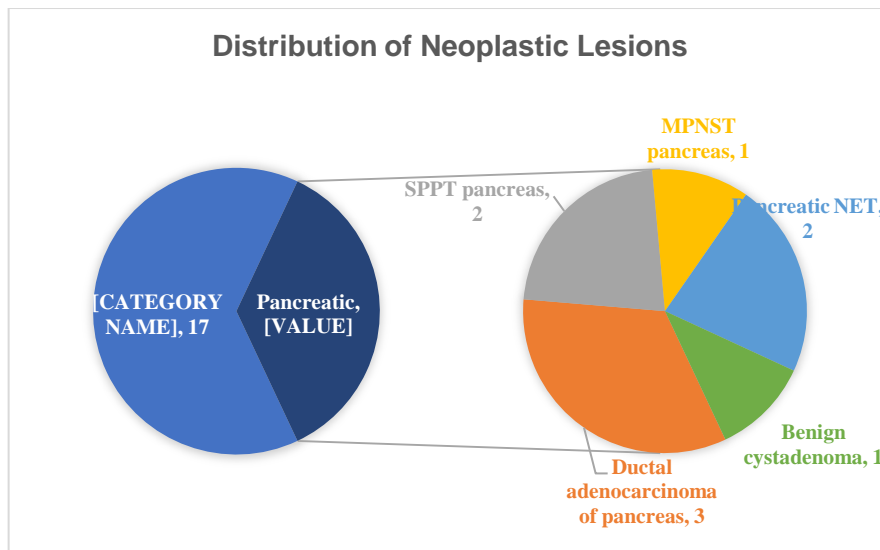 Distribution of Neoplastic Lesions
[CATEGORY
NAME], 17
Pancreatic,
[VALUE]
SPPT pancreas,
2
MPNST
pancreas, 1
Pancreatic NET,
2
Benign
cystadenoma, 1
Ductal
adenocarcinoma
of pancreas, 3